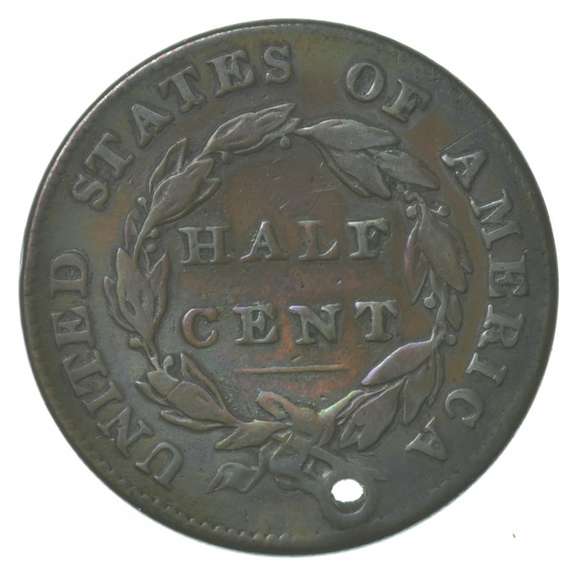 UNITED STATES OF AMERICA
HALF
CENT